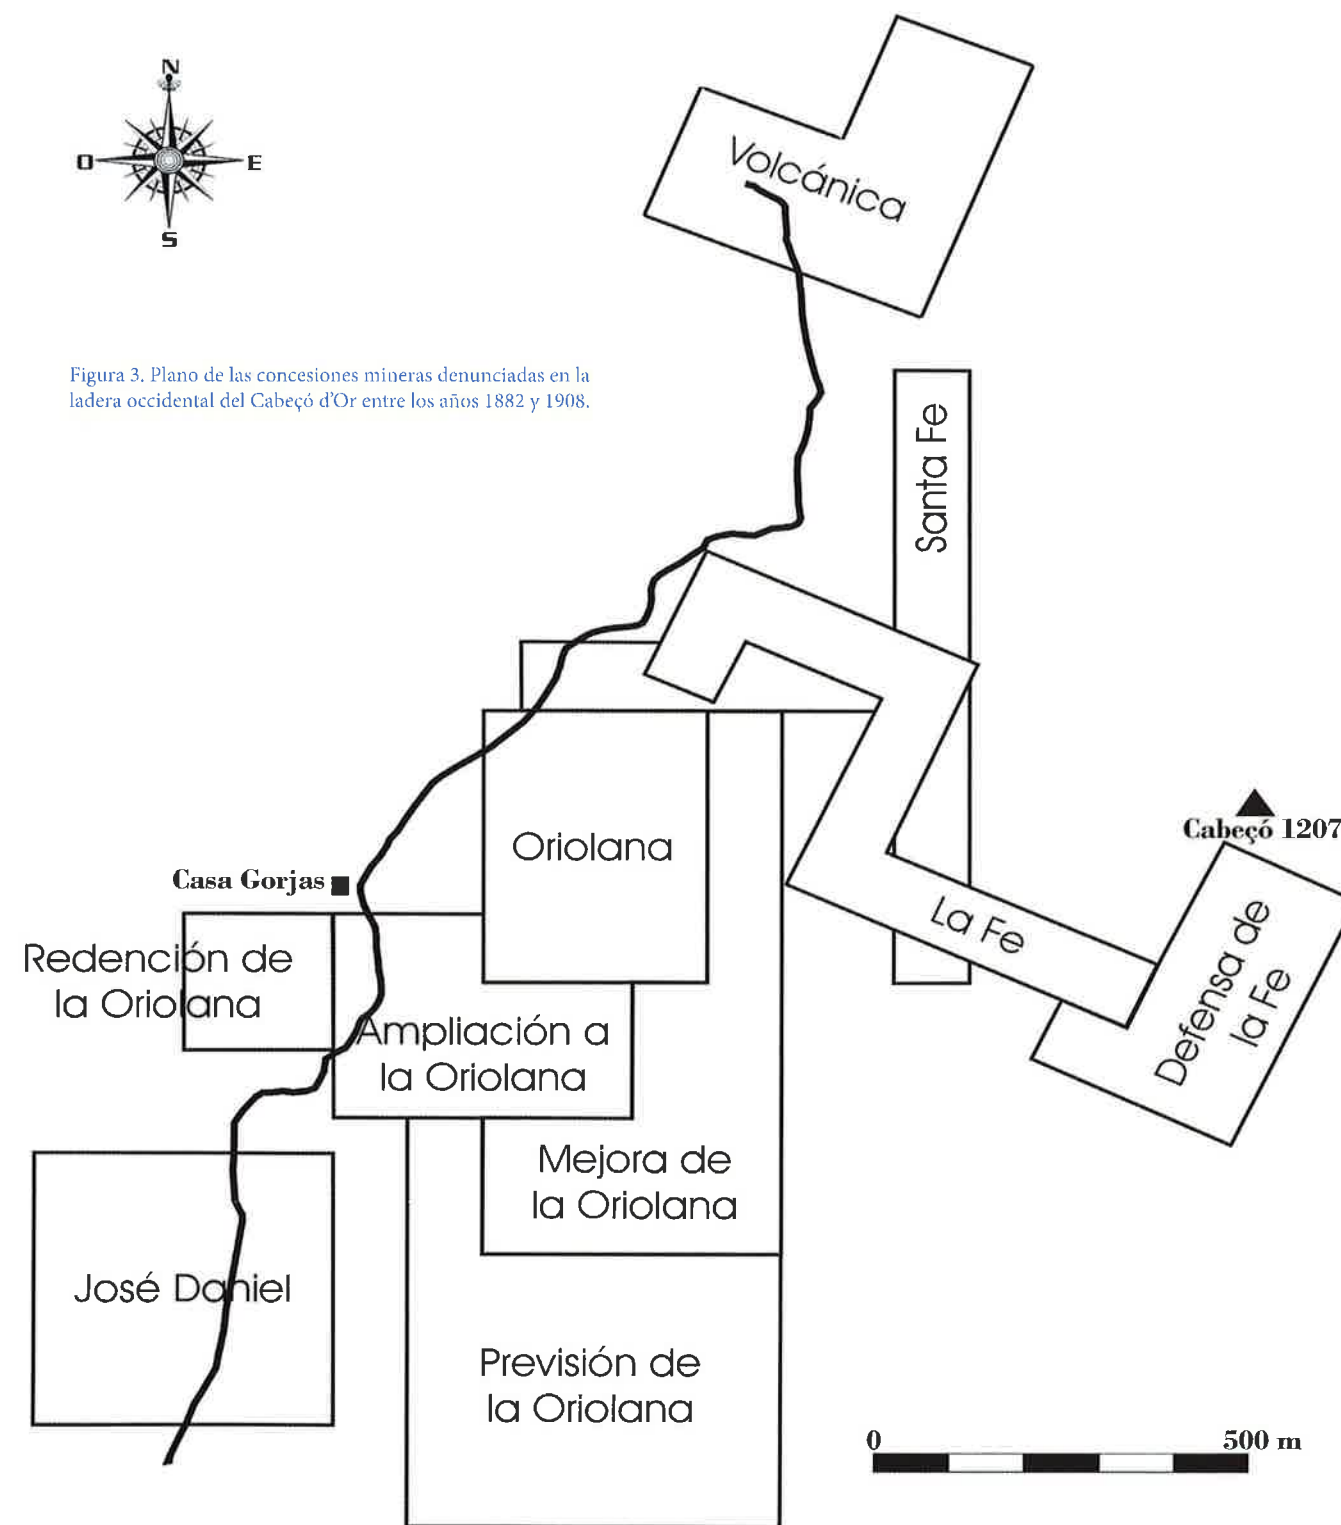 N
O
E
S
Volcánica
Figura 3. Plano de las concesiones mineras denunciadas en la
ladera occidental del Cabeçó d'Or entre los años 1882 y 1908.
Santa Fe
Cabeçó 1207
Oriolana
Casa Gorjas
La Fe
Defensa de
la Fe
Redención de
la Oriolana
Ampliación a
la Oriolana
Mejora de
la Oriolana
José Daniel
Previsión de
la Oriolana
0
500 m